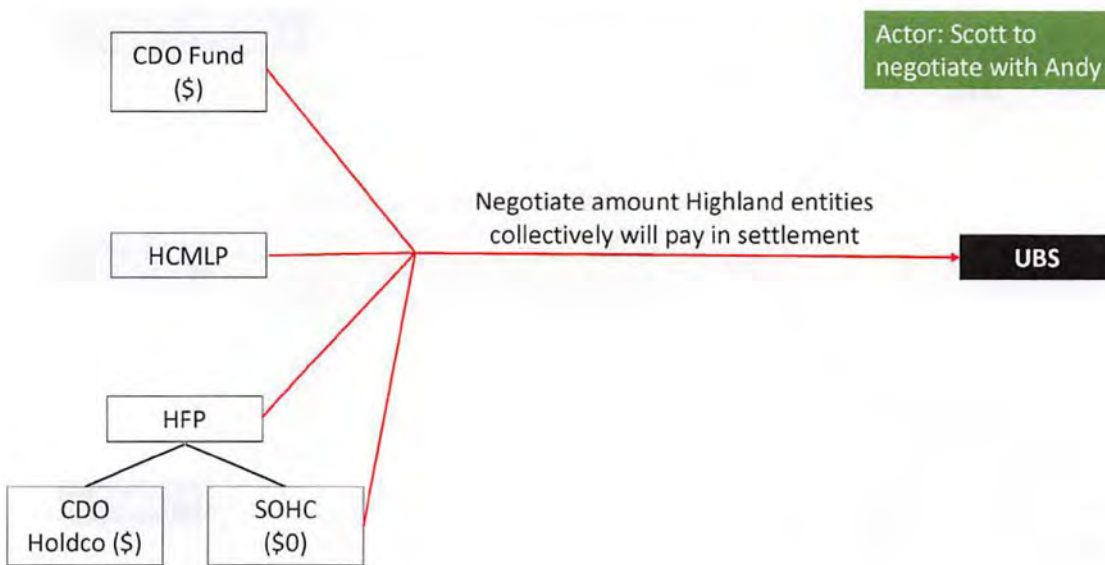 CDO Fund
($)
Actor: Scott to
negotiate with Andy
Negotiate amount Highland entities
collectively will pay in settlement
HCMLP
UBS
HFP
CDO
Holdco ($)
SOHC
($0)